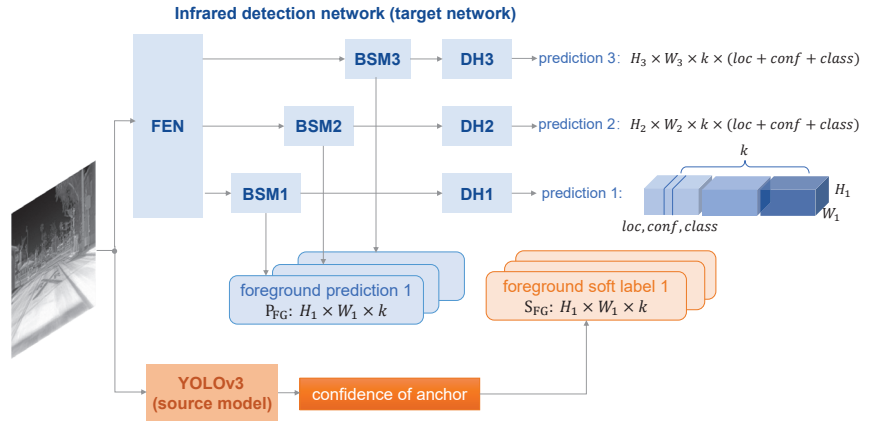 Infrared detection network (target network)
FEN
BSM3
DH3
prediction 3: H₃ × W₃ × k × (loc + conf + class)
BSM2
DH2
prediction 2: H₂ × W₂ × k × (loc + conf + class)
BSM1
DH1
prediction 1:
k
H₁
W₁
loc, conf, class
foreground prediction 1
P_FG: H₁ × W₁ × k
foreground soft label 1
S_FG: H₁ × W₁ × k
YOLOv3
(source model)
confidence of anchor